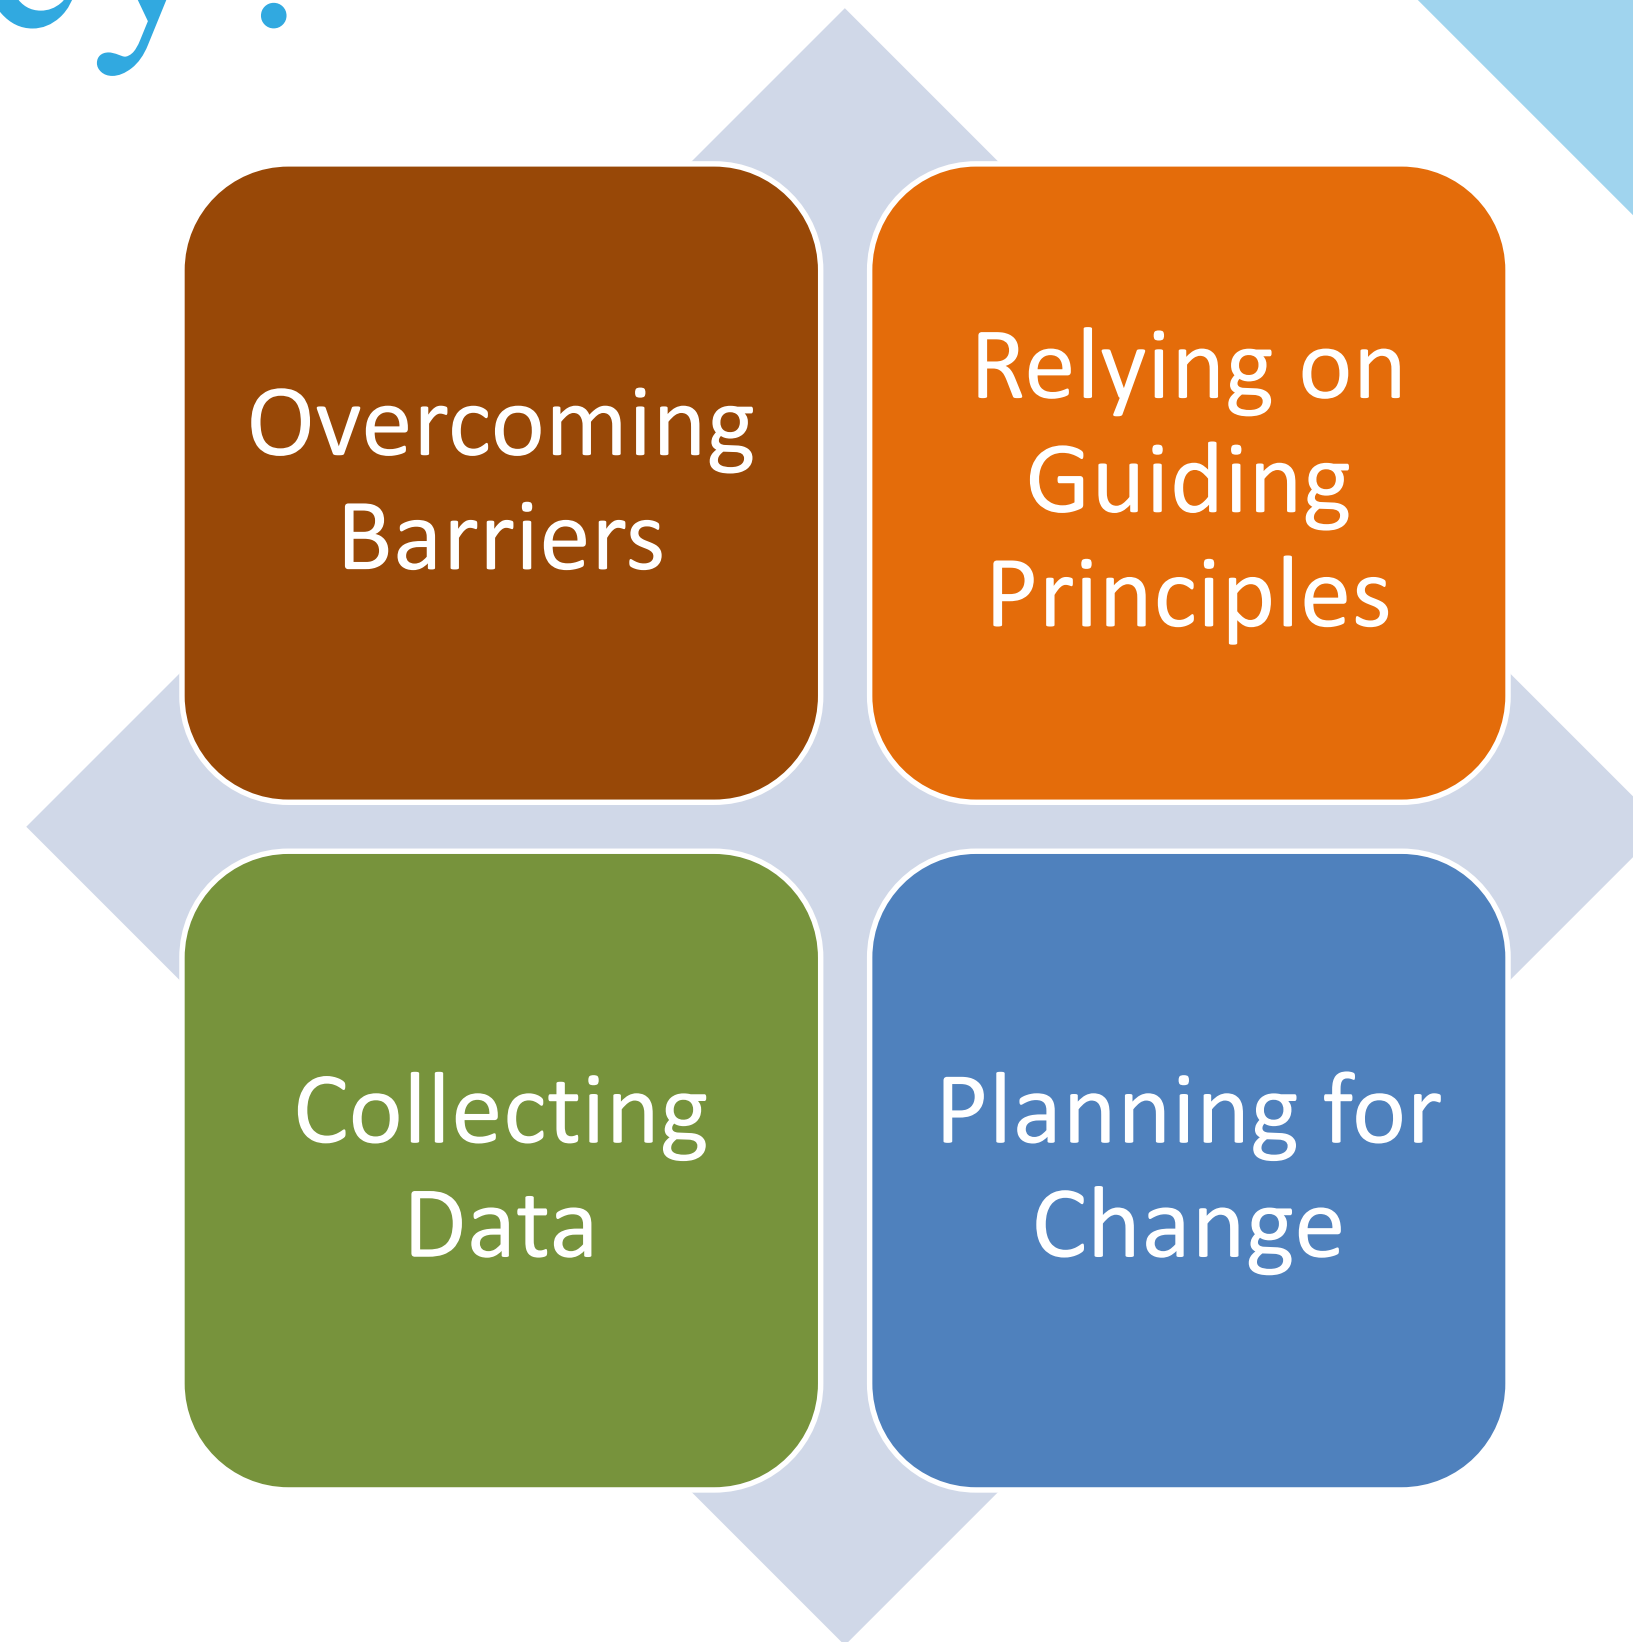 Overcoming
Barriers
Relying on
Guiding
Principles
Collecting
Data
Planning for
Change